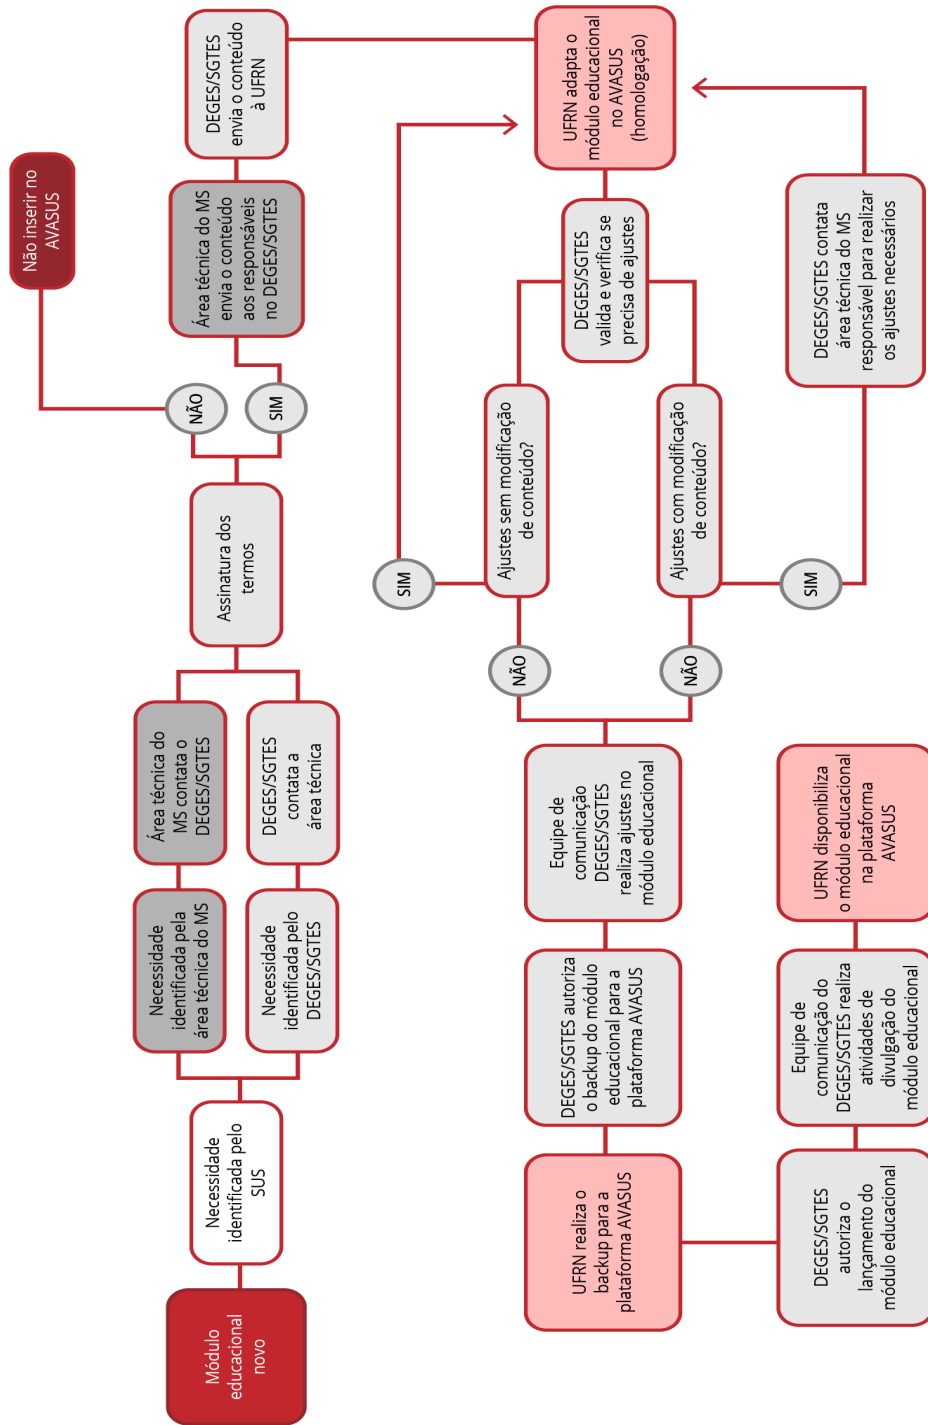 Módulo
educacional
novo
Necessidade
identificada pelo
SUS
Necessidade
identificada pela
área técnica do MS
Área técnica do
MS contata o
DEGES/SGTES
Necessidade
identificada pelo
DEGES/SGTES
DEGES/SGTES
contata a
área técnica
Assinatura dos
termos
NÃO
Não inserir no
AVASUS
SIM
Área técnica do MS
envia o conteúdo
aos responsáveis
no DEGES/SGTES
DEGES/SGTES
envia o conteúdo
à UFRN
UFRN adapta o
módulo educacional
no AVASUS
(homologação)
DEGES/SGTES
valida e verifica se
precisa de ajustes
Ajustes sem modificação
de conteúdo?
SIM
NÃO
Ajustes com modificação
de conteúdo?
NÃO
SIM
DEGES/SGTES contata
área técnica do MS
responsável para realizar
os ajustes necessários
Equipe de
comunicação
DEGES/SGTES
realiza ajustes no
módulo educacional
DEGES/SGTES autoriza
o backup do módulo
educacional para a
plataforma AVASUS
UFRN realiza o
backup para a
plataforma AVASUS
DEGES/SGTES
autoriza o
lançamento do
módulo educacional
Equipe de
comunicação do
DEGES/SGTES realiza
atividades de
divulgação do
módulo educacional
UFRN disponibiliza
o módulo educacional
na plataforma
AVASUS